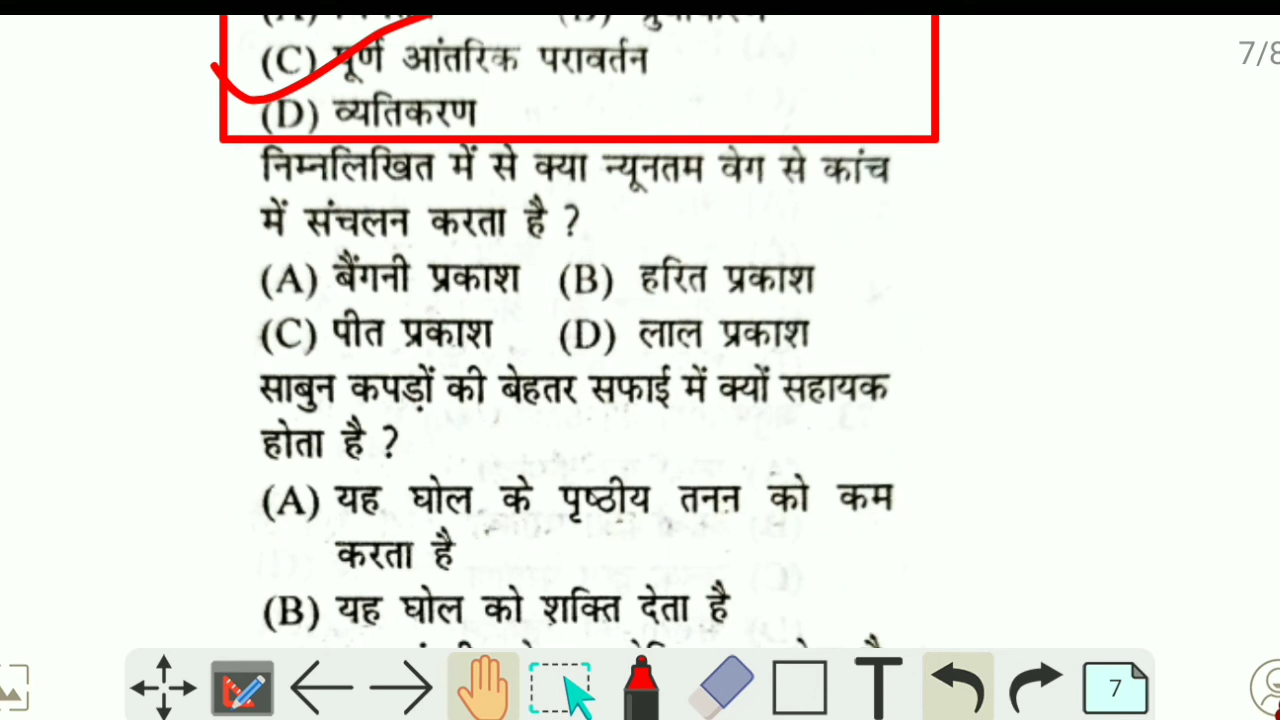 7/8
(C) पूर्ण आंतरिक परावर्तन
(D) व्यतिकरण
निम्नलिखित में से क्या न्यूनतम वेग से कांच
में संचलन करता है ?
(A) बैंगनी प्रकाश (B) हरित प्रकाश
(C) पीत प्रकाश (D) लाल प्रकाश
साबुन कपड़ों की बेहतर सफाई में क्यों सहायक
होता है ?
(A) यह घोल के पृष्ठीय तनन को कम
करता है
(B) यह घोल को शक्ति देता है
T
7